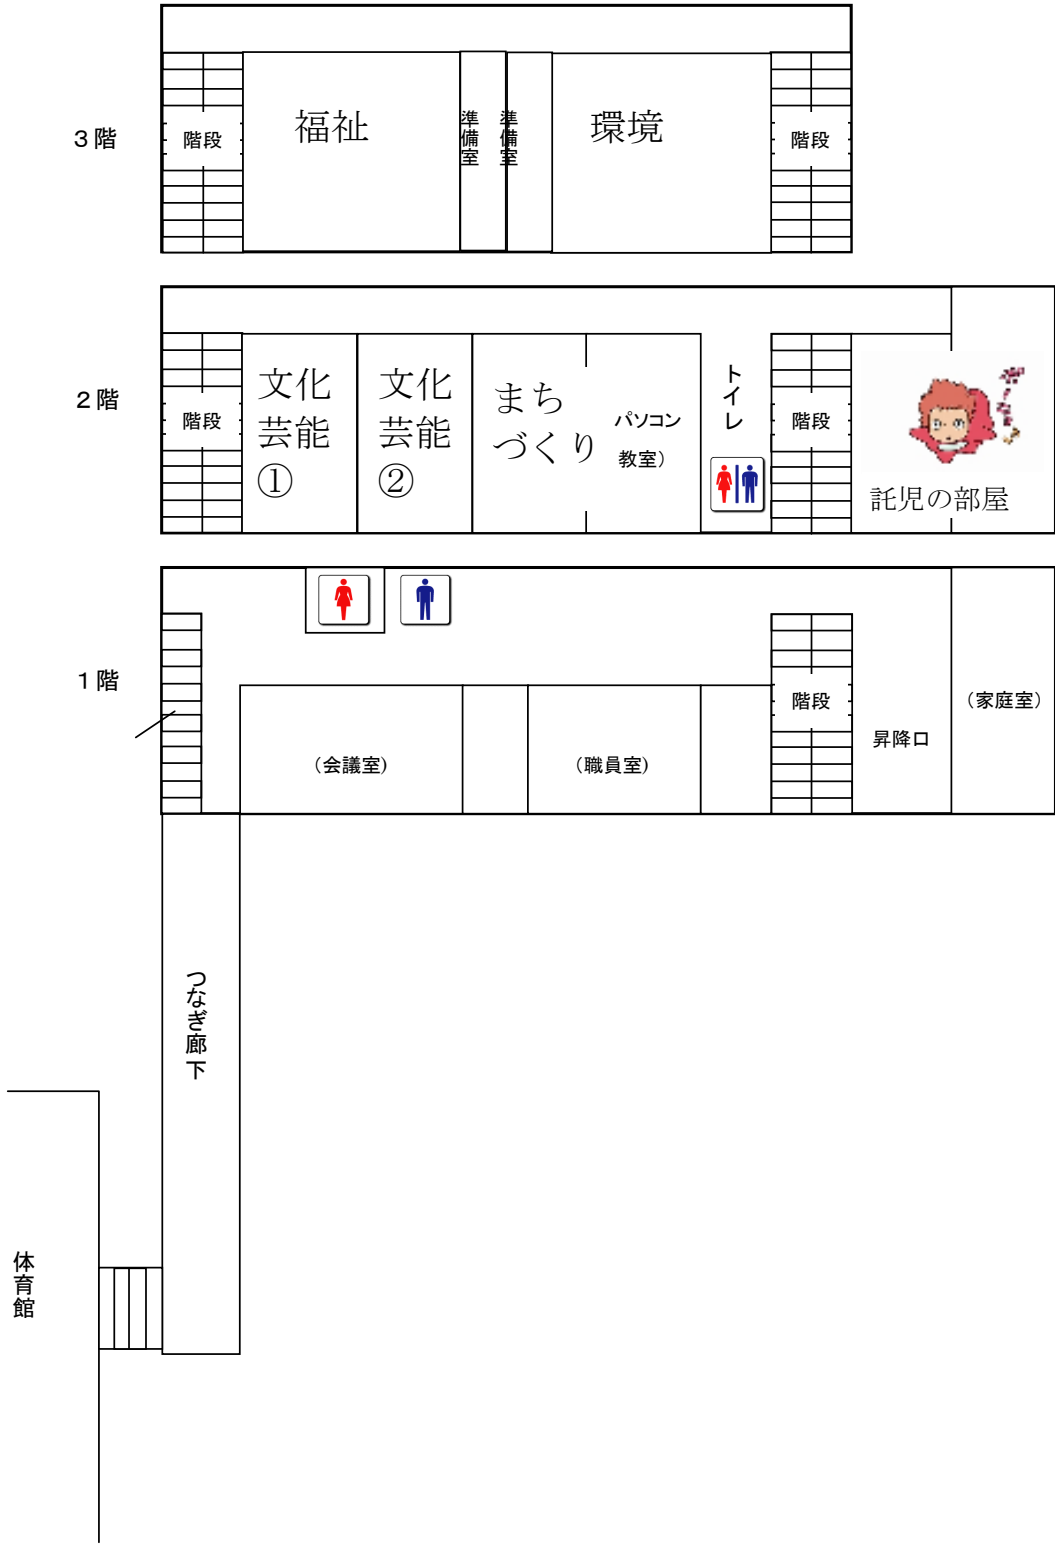 3階
階段
福祉
準備室
準備室
環境
階段
2階
階段
文化
芸能
①
文化
芸能
②
まち
づくり
パソコン
教室）
トイレ
階段
託児の部屋
1階
（会議室）
（職員室）
階段
昇降口
（家庭室）
つなぎ廊下
体育館